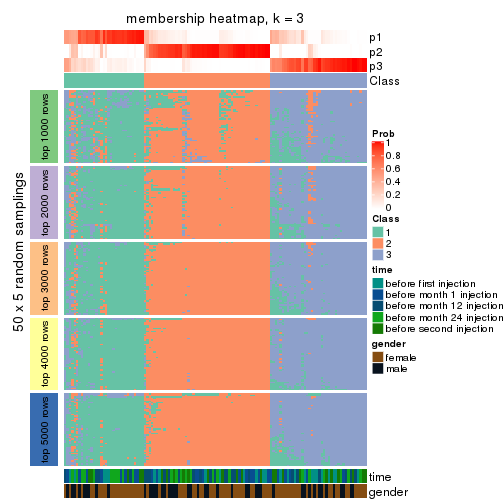 membership heatmap, k = 3
p1
p2
p3
Class
50 x 5 random samplings
top 1000 rows
top 2000 rows
top 3000 rows
top 4000 rows
top 5000 rows
Prob
1
0.8
0.6
0.4
0.2
0
Class
1
2
3
time
before first injection
before month 1 injection
before month 12 injection
before month 24 injection
before second injection
gender
female
male
time
gender